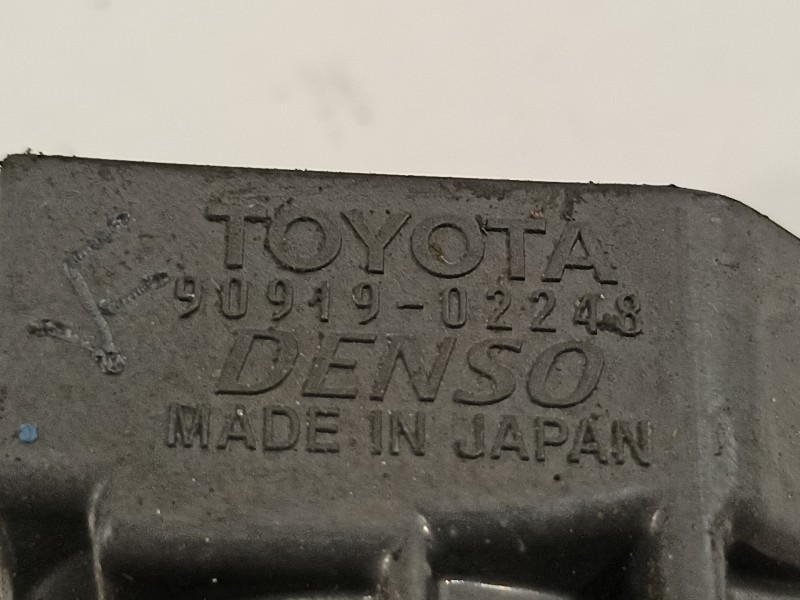 TOYOTA
90919-02248
DENSO
MADE IN JAPAN